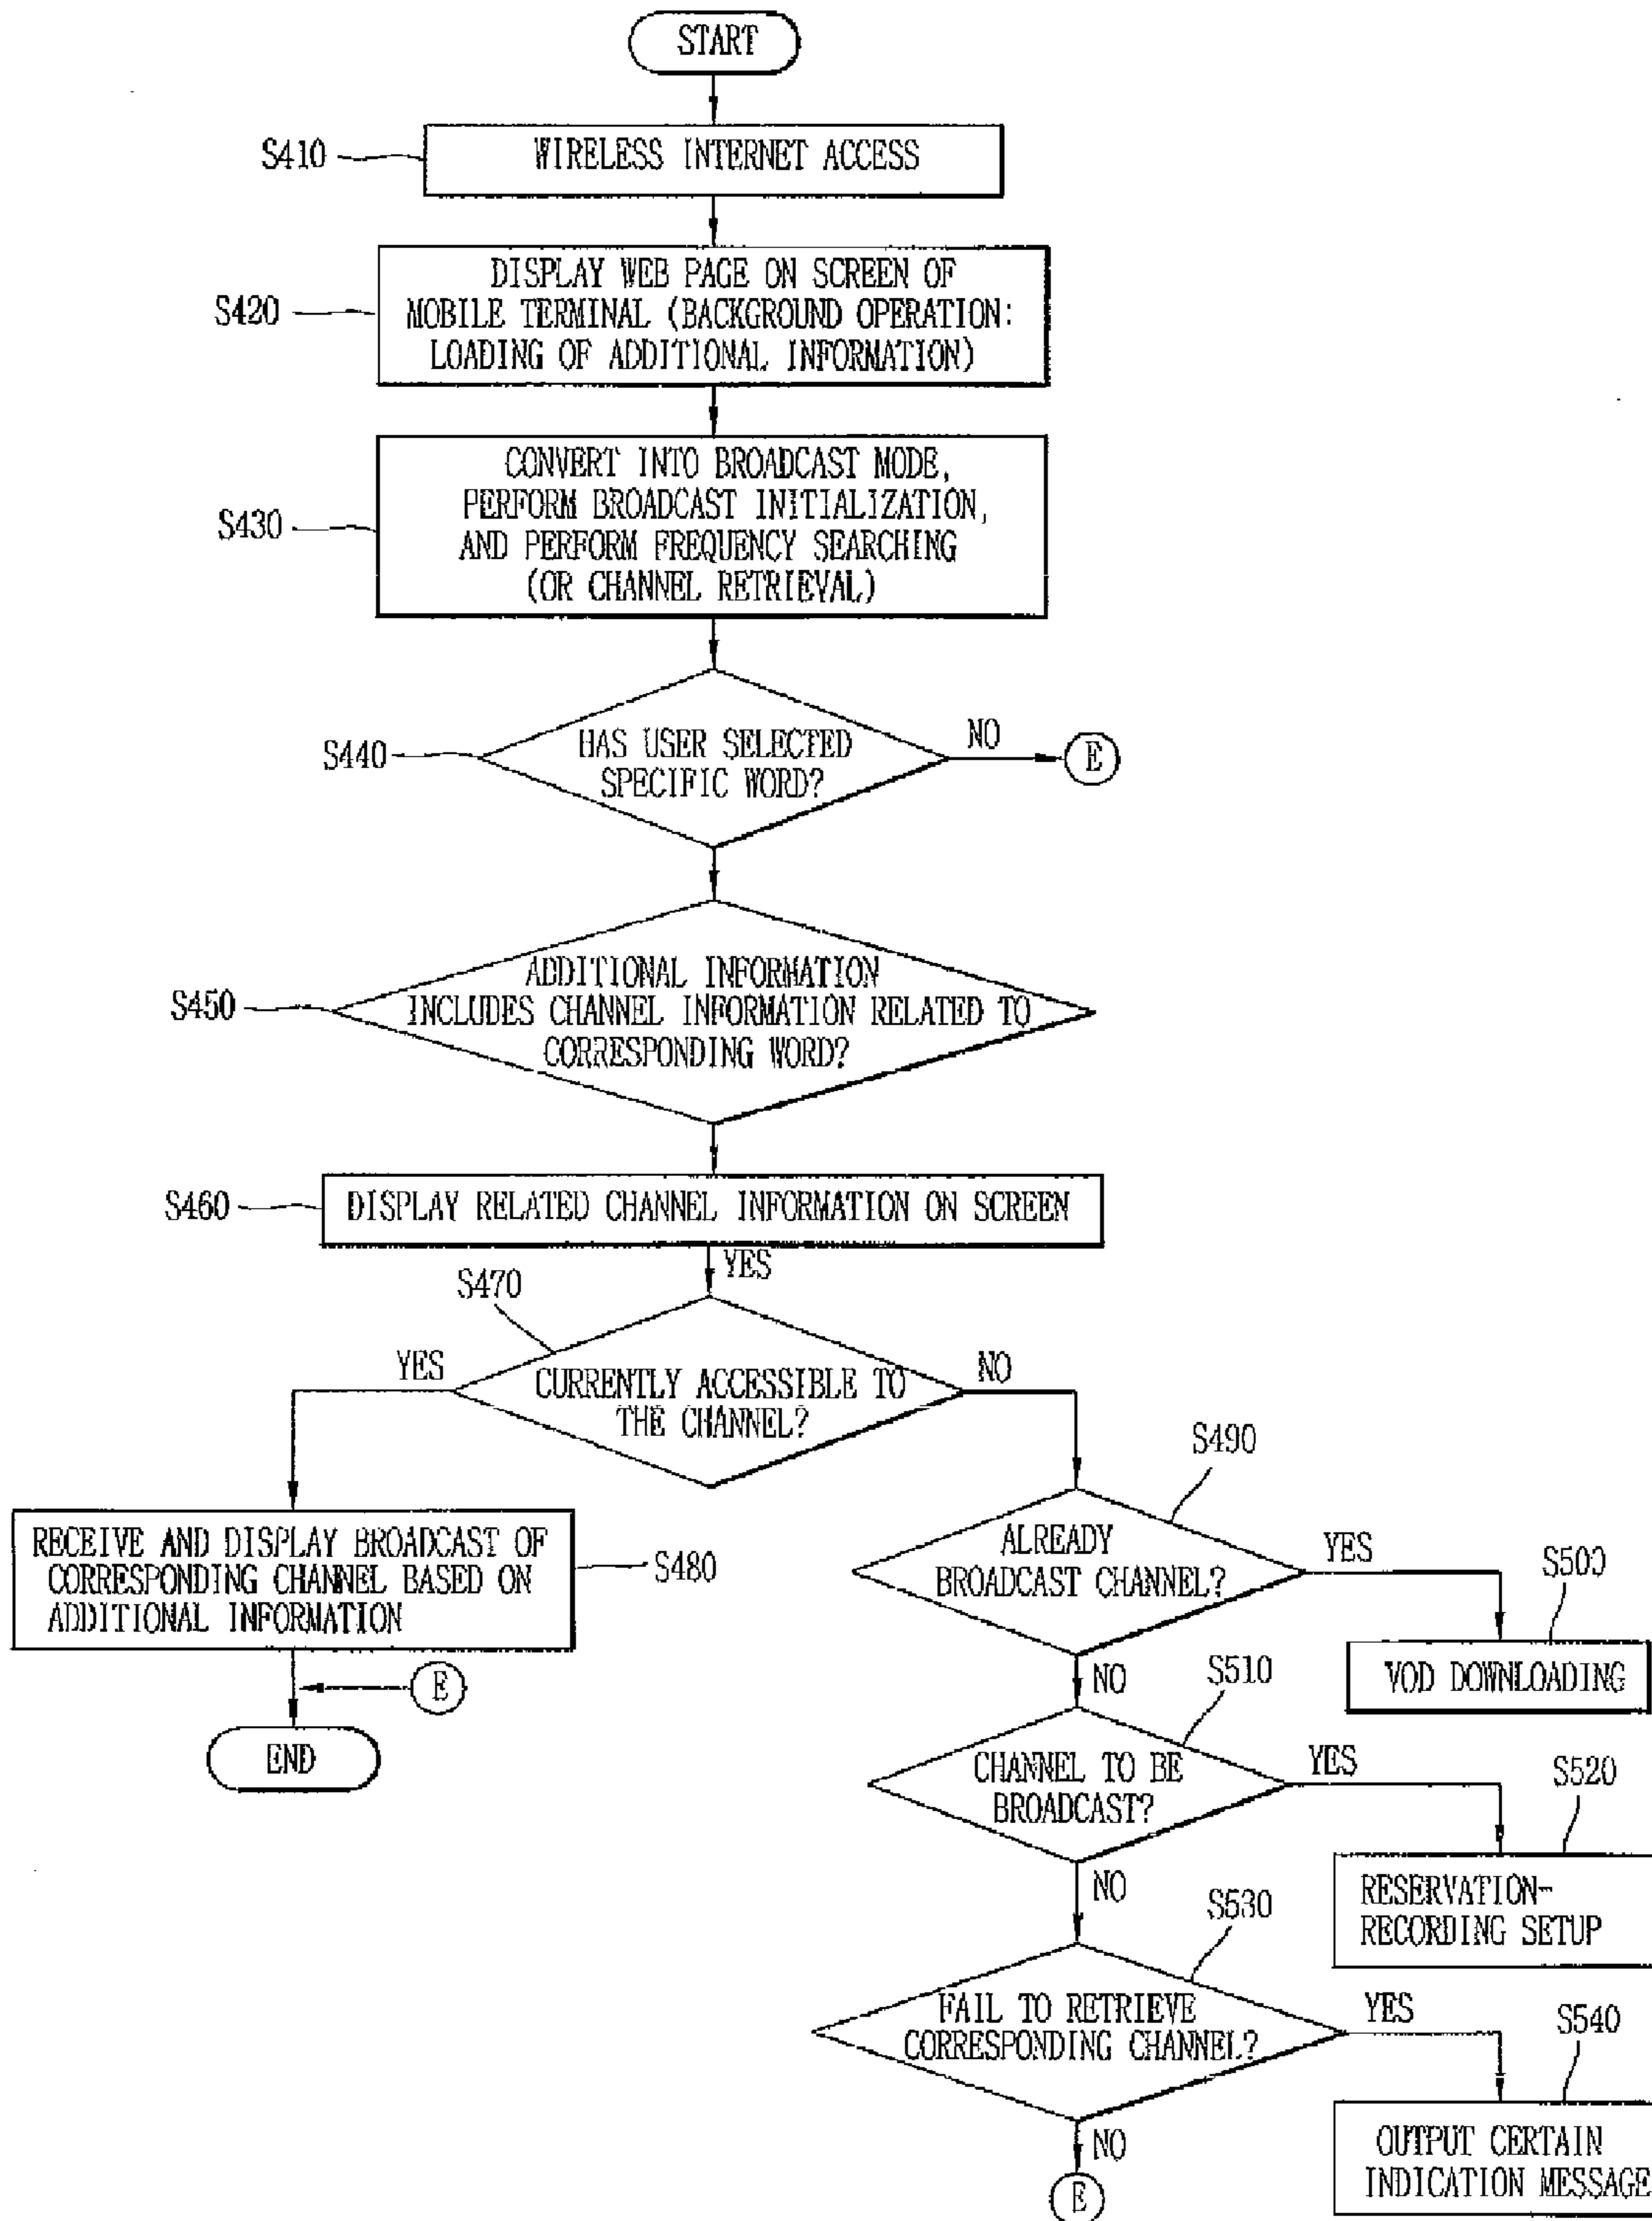 START
S410
WIRELESS INTERNET ACCESS
S420
DISPLAY WEB PAGE ON SCREEN OF
MOBILE TERMINAL (BACKGROUND OPERATION:
LOADING OF ADDITIONAL INFORMATION)
S430
CONVERT INTO BROADCAST MODE,
PERFORM BROADCAST INITIALIZATION,
AND PERFORM FREQUENCY SEARCHING
(OR CHANNEL RETRIEVAL)
S440
HAS USER SELECTED
SPECIFIC WORD?
NO
E
S450
ADDITIONAL INFORMATION
INCLUDES CHANNEL INFORMATION RELATED TO
CORRESPONDING WORD?
S460
DISPLAY RELATED CHANNEL INFORMATION ON SCREEN
YES
S470
CURRENTLY ACCESSIBLE TO
THE CHANNEL?
YES
NO
RECEIVE AND DISPLAY BROADCAST OF
CORRESPONDING CHANNEL BASED ON
ADDITIONAL INFORMATION
S480
E
END
S490
ALREADY
BROADCAST CHANNEL?
YES
S500
VOD DOWNLOADING
NO
S510
CHANNEL TO BE
BROADCAST?
YES
S520
RESERVATION-
RECORDING SETUP
NO
S530
FAIL TO RETRIEVE
CORRESPONDING CHANNEL?
YES
S540
OUTPUT CERTAIN
INDICATION MESSAGE
NO
E